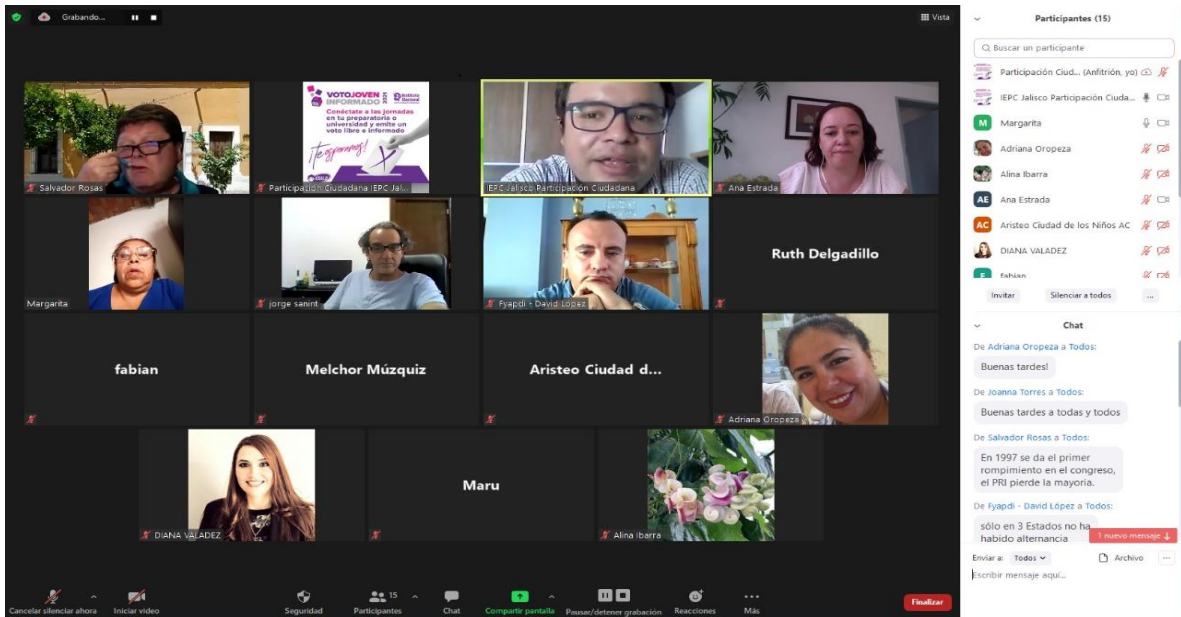 Grabando...
Vista
VOTOJOVEN
INFORMADO 2021
Instituto
Nacional
Conéctate a las jornadas
en tu preparatoria o
universidad y emite un
voto libre e informado
¡te esperamos!
Salvador Rosas
Participación Ciudadana IEPC Jal...
IEPC Jalisco Participación Ciudadana
Ana Estrada
Margarita
jorge sanint
Fyapdi - David López
Ruth Delgadillo
fabian
Melchor Múzquiz
Aristeo Ciudad d...
Adriana Oropeza
DIANA VALADEZ
Maru
Alina Ibarra
Cancelar silenciar ahora
Iniciar video
Seguridad
Participantes
15
Chat
Compartir pantalla
Pausar/detener grabación
Reacciones
Más
Finalizar
Participantes (15)
Buscar un participante
Participación Ciud... (Anfitrión, yo)
IEPC Jalisco Participación Ciuda...
M Margarita
Adriana Oropeza
Alina Ibarra
AE Ana Estrada
AC Aristeo Ciudad de los Niños AC
DIANA VALADEZ
fabian
Invitar
Silenciar a todos
...
Chat
De Adriana Oropeza a Todos:
Buenas tardes!
De Joanna Torres a Todos:
Buenas tardes a todas y todos
De Salvador Rosas a Todos:
En 1997 se da el primer
rompimiento en el congreso,
el PRI pierde la mayoria.
De Fyapdi - David López a Todos:
sólo en 3 Estados no ha
habido alternancia
1 nuevo mensaje
Enviar a: Todos
Archivo
...
Escribir mensaje aquí...